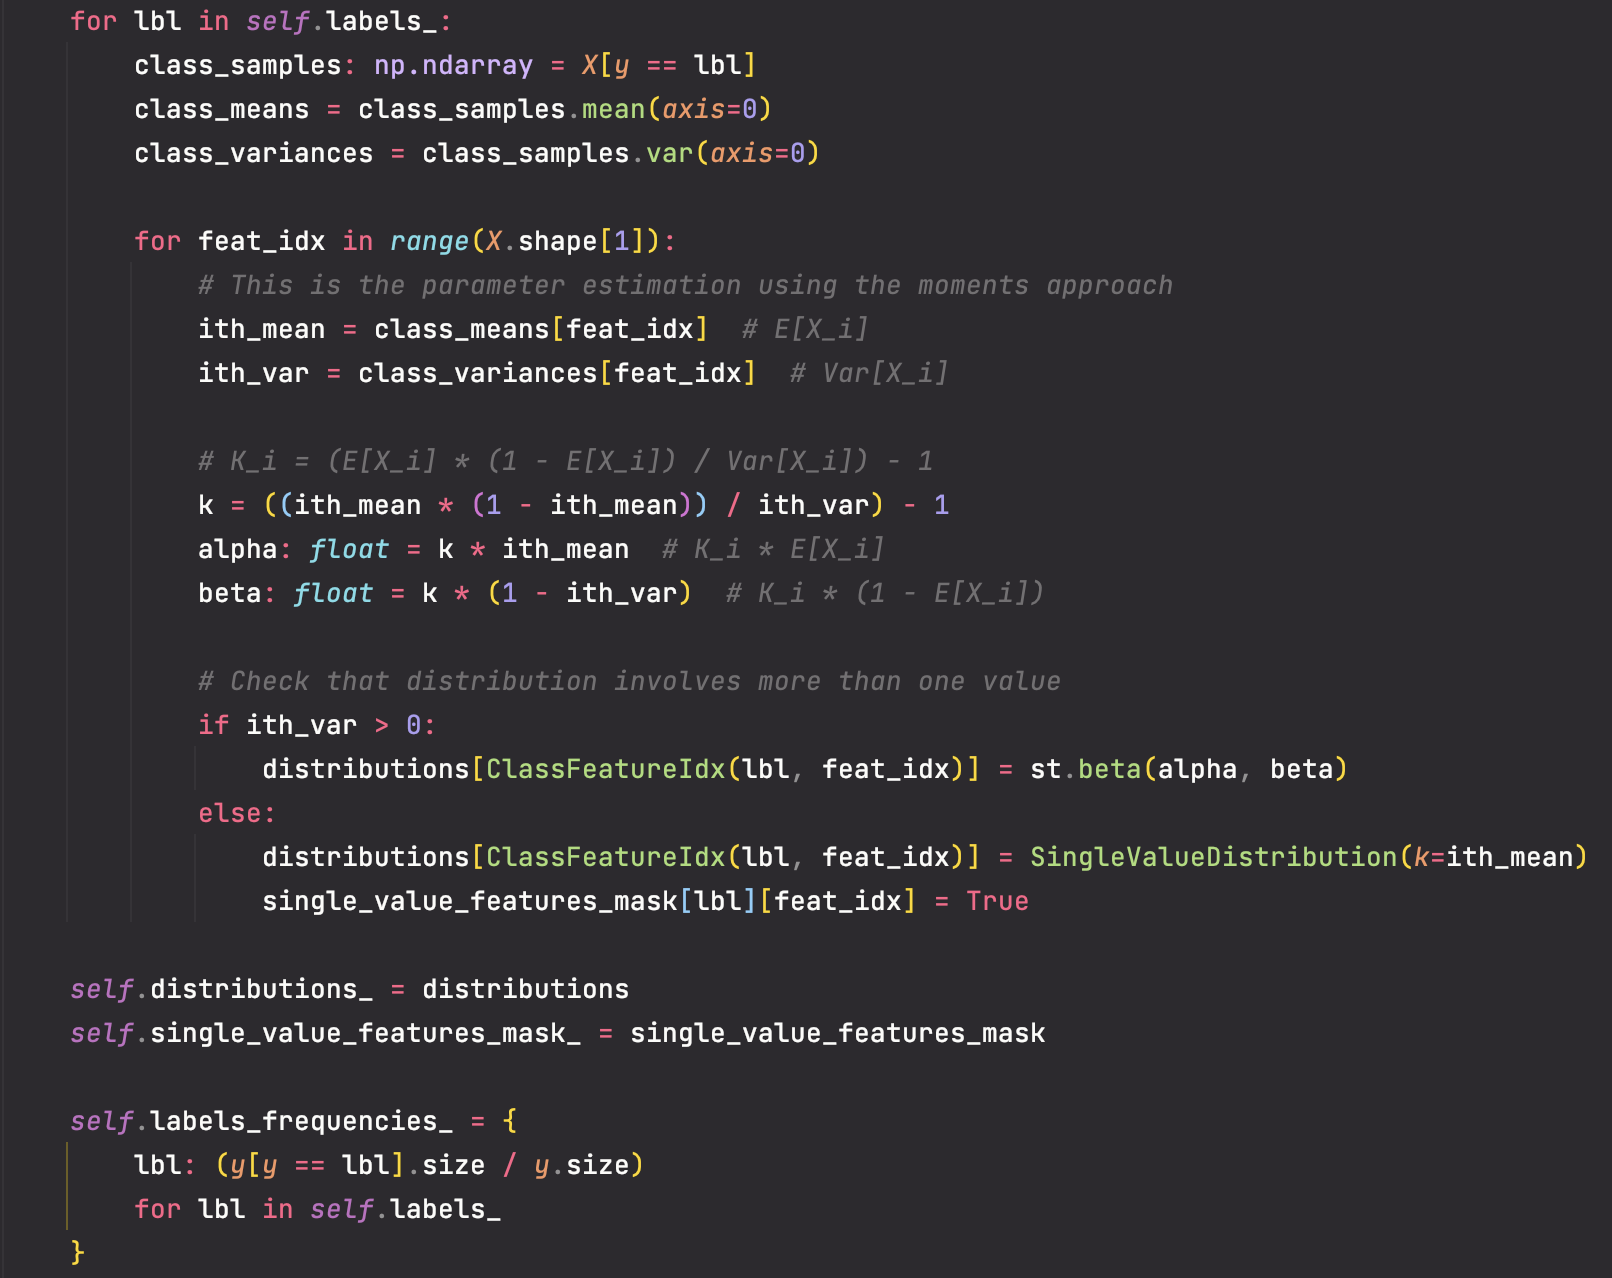 for lbl in self.labels_:
    class_samples: np.ndarray = X[y == lbl]
    class_means = class_samples.mean(axis=0)
    class_variances = class_samples.var(axis=0)

    for feat_idx in range(X.shape[1]):
        # This is the parameter estimation using the moments approach
        ith_mean = class_means[feat_idx]  # E[X_i]
        ith_var = class_variances[feat_idx]  # Var[X_i]

        # K_i = (E[X_i] * (1 - E[X_i]) / Var[X_i]) - 1
        k = ((ith_mean * (1 - ith_mean)) / ith_var) - 1
        alpha: float = k * ith_mean  # K_i * E[X_i]
        beta: float = k * (1 - ith_var)  # K_i * (1 - E[X_i])

        # Check that distribution involves more than one value
        if ith_var > 0:
            distributions[ClassFeatureIdx(lbl, feat_idx)] = st.beta(alpha, beta)
        else:
            distributions[ClassFeatureIdx(lbl, feat_idx)] = SingleValueDistribution(k=ith_mean)
            single_value_features_mask[lbl][feat_idx] = True

self.distributions_ = distributions
self.single_value_features_mask_ = single_value_features_mask

self.labels_frequencies_ = {
    lbl: (y[y == lbl].size / y.size)
    for lbl in self.labels_
}